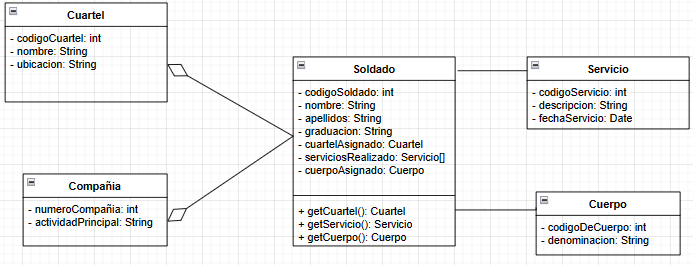 Cuartel
- codigoCuartel: int
- nombre: String
- ubicacion: String
Compañia
- numeroCompañia: int
- actividadPrincipal: String
Soldado
- codigoSoldado: int
- nombre: String
- apellidos: String
- graduacion: String
- cuartelAsignado: Cuartel
- serviciosRealizado: Servicio[]
- cuerpoAsignado: Cuerpo
+ getCuartel(): Cuartel
+ getServicio(): Servicio
+ getCuerpo(): Cuerpo
Servicio
- codigoServicio: int
- descripcion: String
- fechaServicio: Date
Cuerpo
- codigoDeCuerpo: int
- denominacion: String